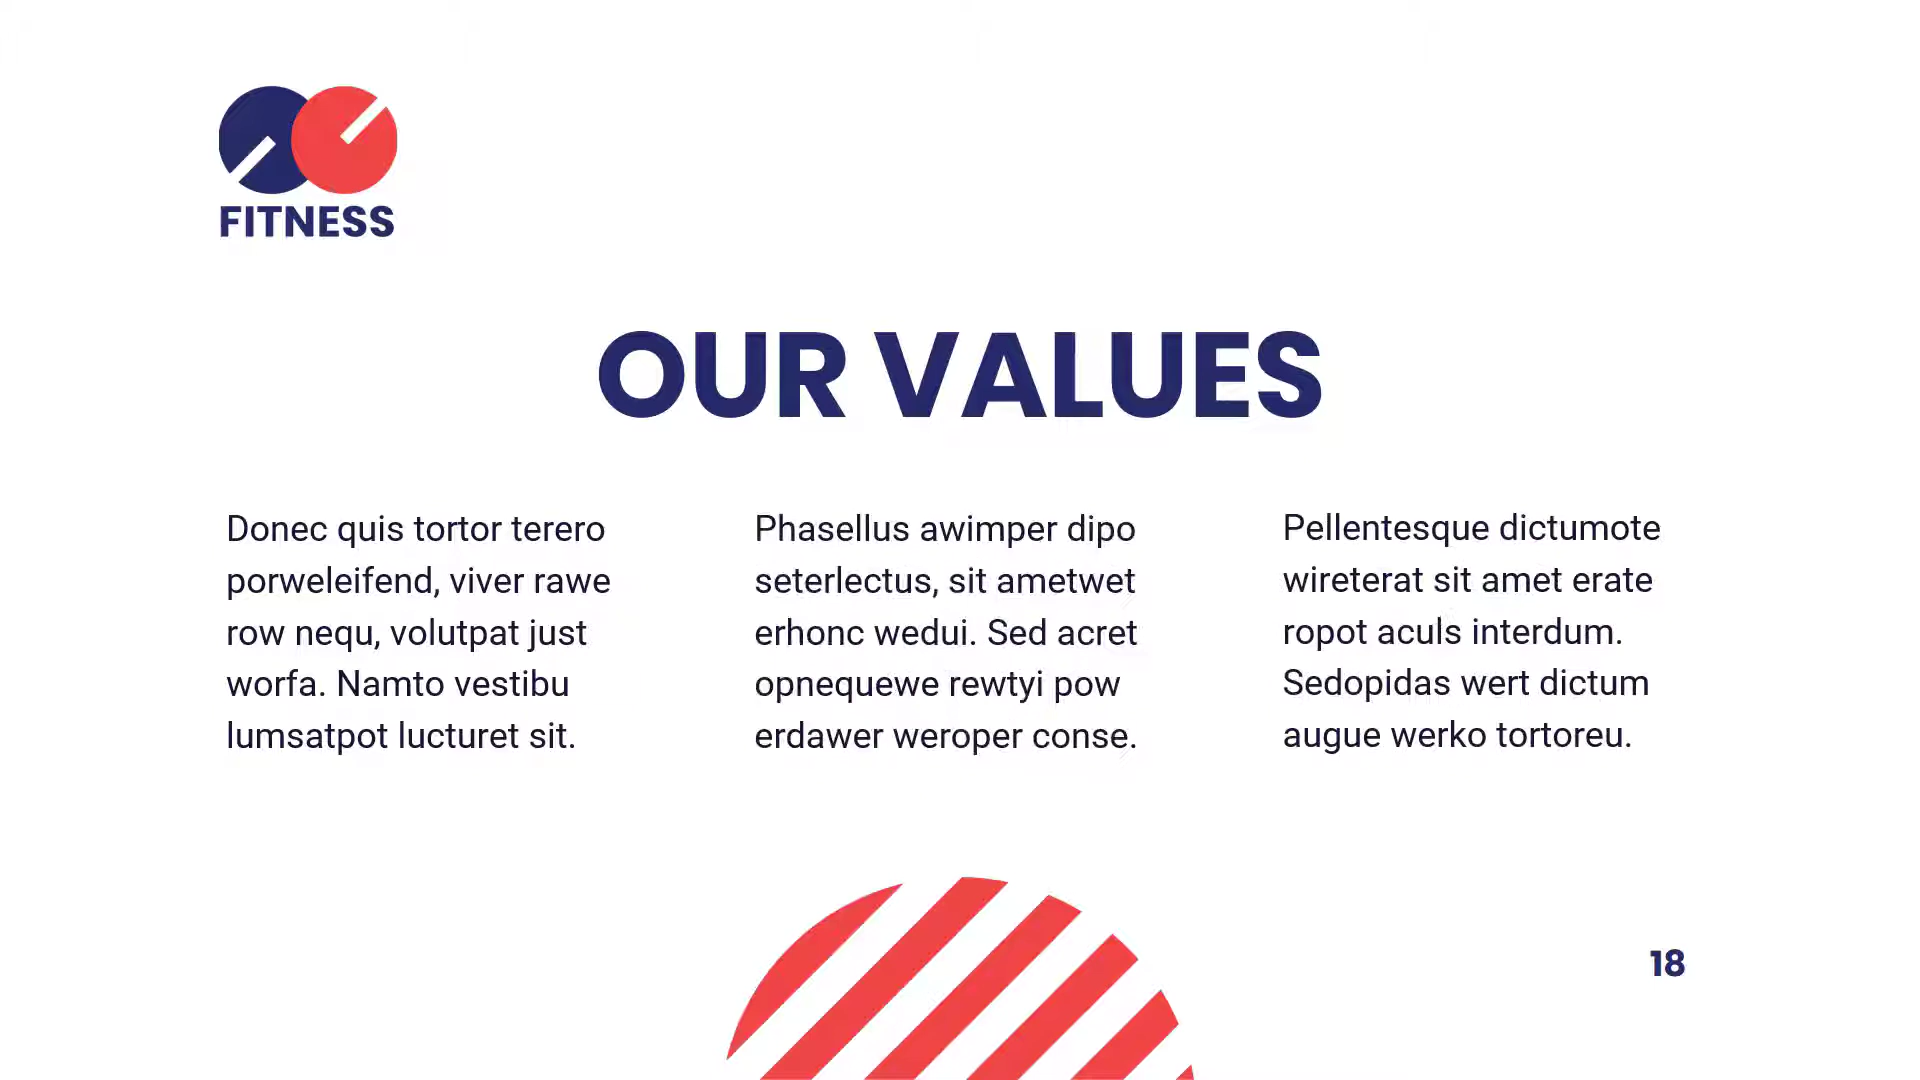 FITNESS
OUR VALUES
Donec quis tortor terero
porweleifend, viver rawe
row nequ, volutpat just
worfa. Namto vestibu
lumsatpot lucturet sit.
Phasellus awimper dipo
seterlectus, sit ametwet
erhonc wedui. Sed acret
opnequewe rewtyi pow
erdawer weroper conse.
Pellentesque dictumote
wireterat sit amet erate
ropot aculs interdum.
Sedopidas wert dictum
augue werko tortoreu.
18